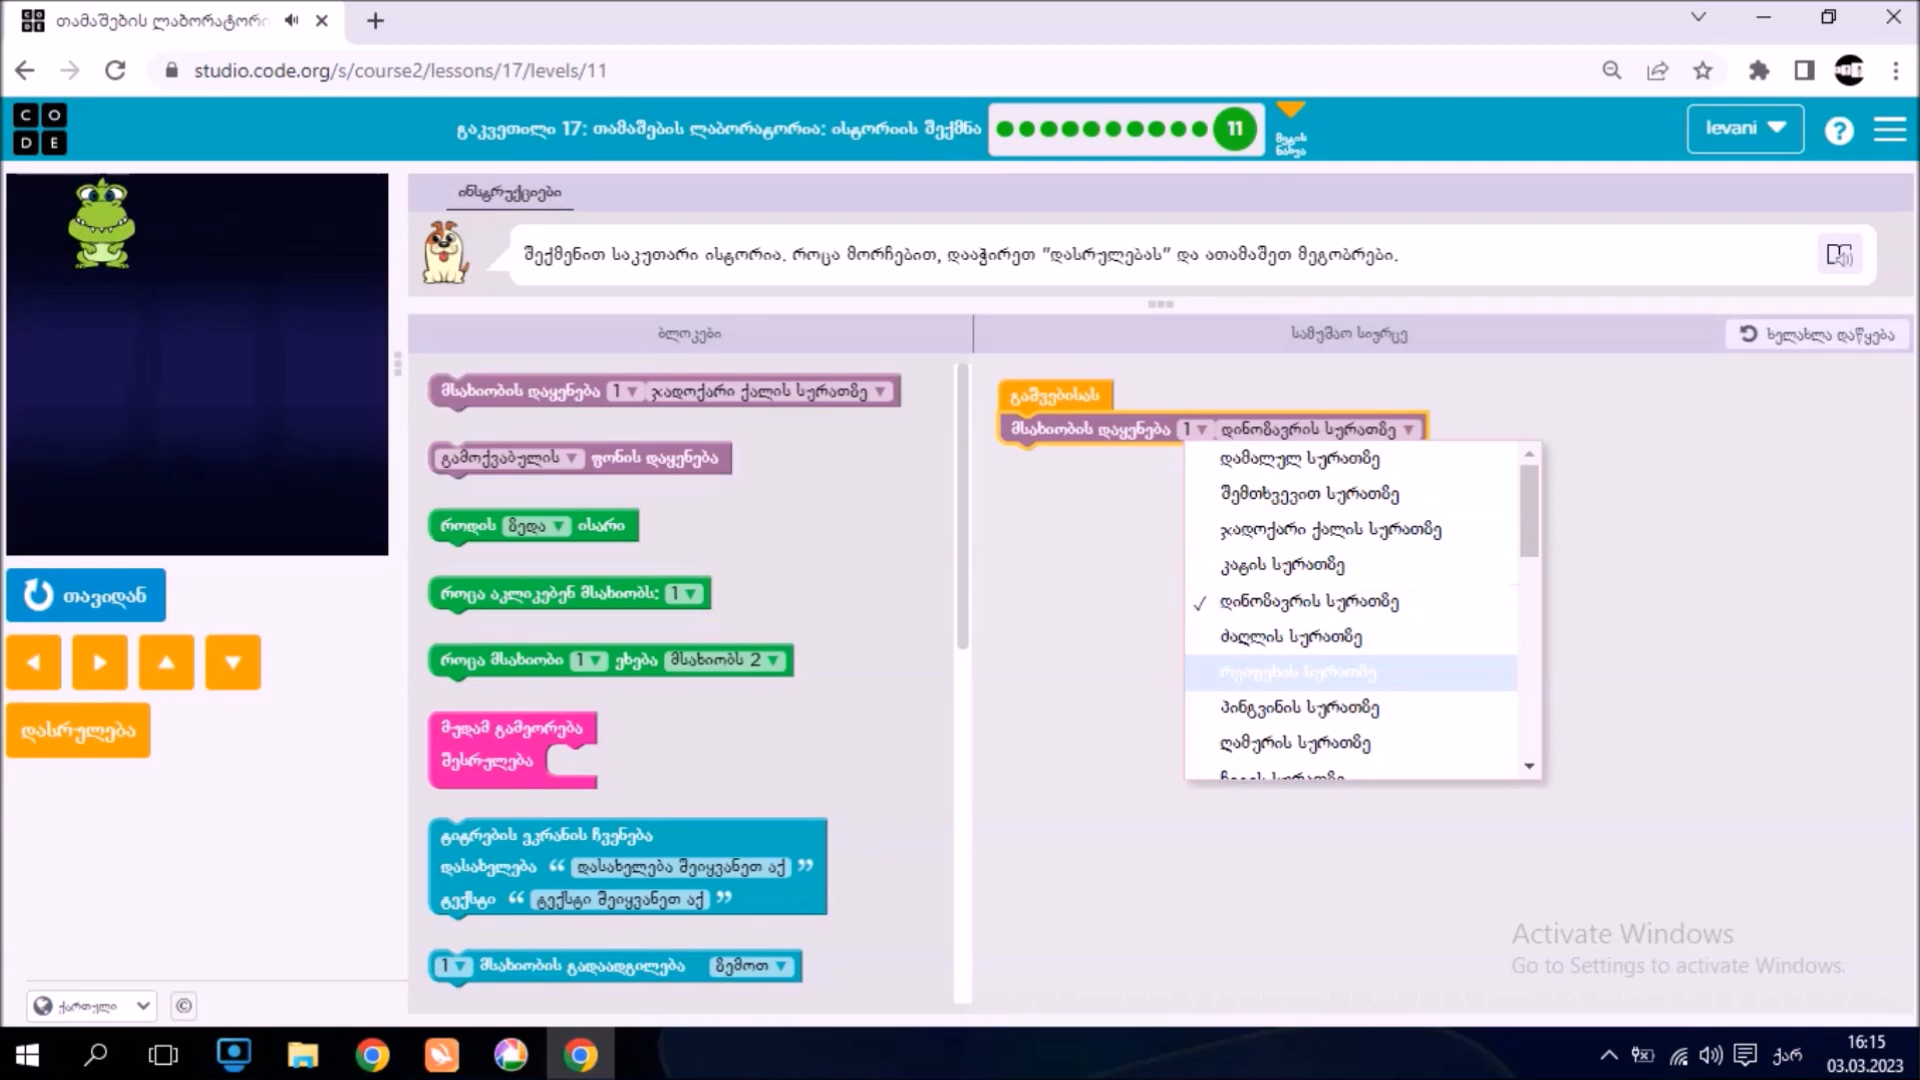 თამაშების ლაბორატორი
studio.code.org/s/course2/lessons/17/levels/11
C O
D E
გაკვეთილი 17: თამაშების ლაბორატორია: ისტორიის შექმნა
11
მეტის
ნახვა
levani
?
ინსტრუქციები
შექმენით საკუთარი ისტორია. როცა მორჩებით, დააჭირეთ "დასრულებას" და ათამაშეთ მეგობრები.
ბლოკები
სამუშაო სივრცე
ხელახლა დაწყება
მსახიობის დაყენება 1 ჯადოქარი ქალის სურათზე
გამოქვაბულის ფონის დაყენება
როდის ზედა ისარი
როცა აკლიკებენ მსახიობს: 1
როცა მსახიობი 1 ეხება მსახიობს 2
მუდამ გამეორება
შესრულება
ტიტრების ეკრანის ჩვენება
დასახელება “ დასახელება შეიყვანეთ აქ ”
ტექსტი “ ტექსტი შეიყვანეთ აქ ”
1 მსახიობის გადაადგილება ზემოთ
გაშვებისას
მსახიობის დაყენება 1 დინოზავრის სურათზე
დამალულ სურათზე
შემთხვევით სურათზე
ჯადოქარი ქალის სურათზე
კატის სურათზე
✓ დინოზავრის სურათზე
ძაღლის სურათზე
რვაფეხას სურათზე
პინგვინის სურათზე
ღამურის სურათზე
თავიდან
დასრულება
Activate Windows
Go to Settings to activate Windows.
ქართული
©
ქარ
16:15
03.03.2023